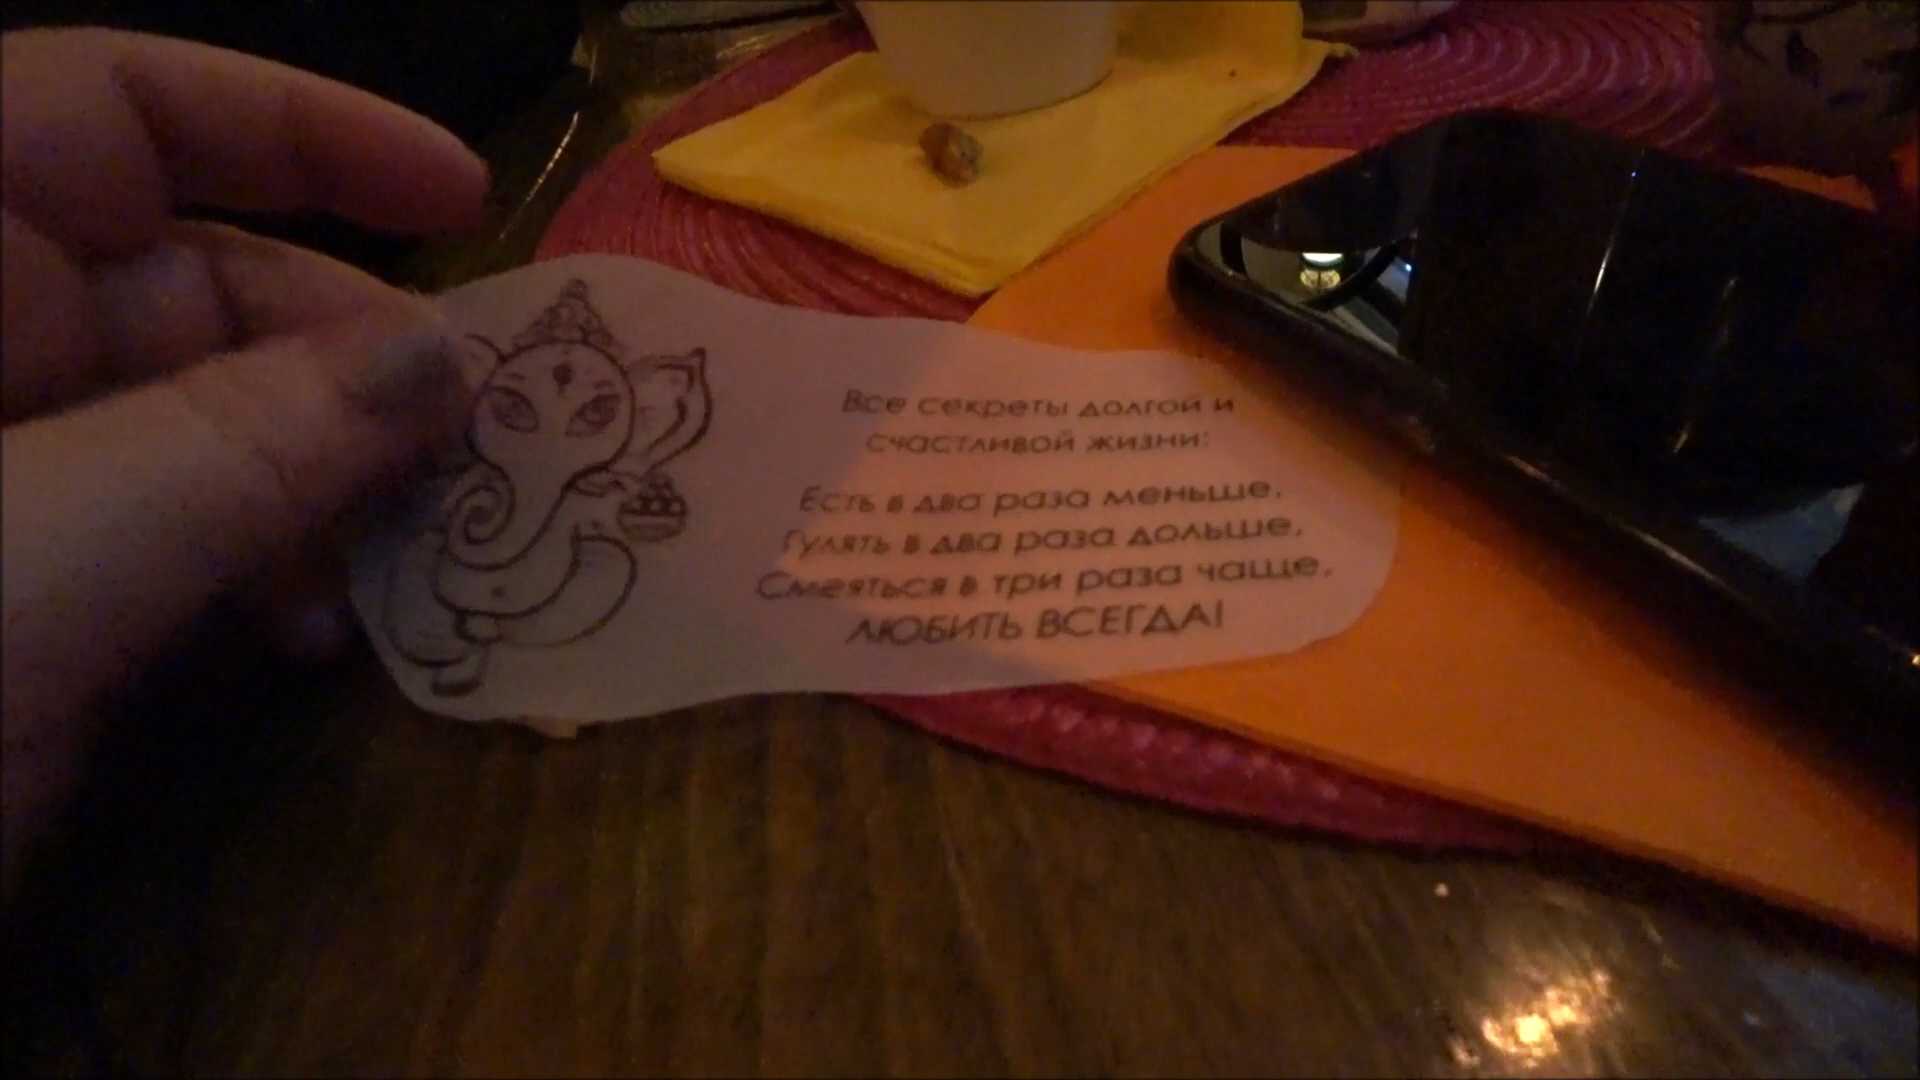 Все секреты долгой и
счастливой жизни:
Есть в два раза меньше,
Гулять в два раза дольше,
Смеяться в три раза чаще,
ЛЮБИТЬ ВСЕГДА!